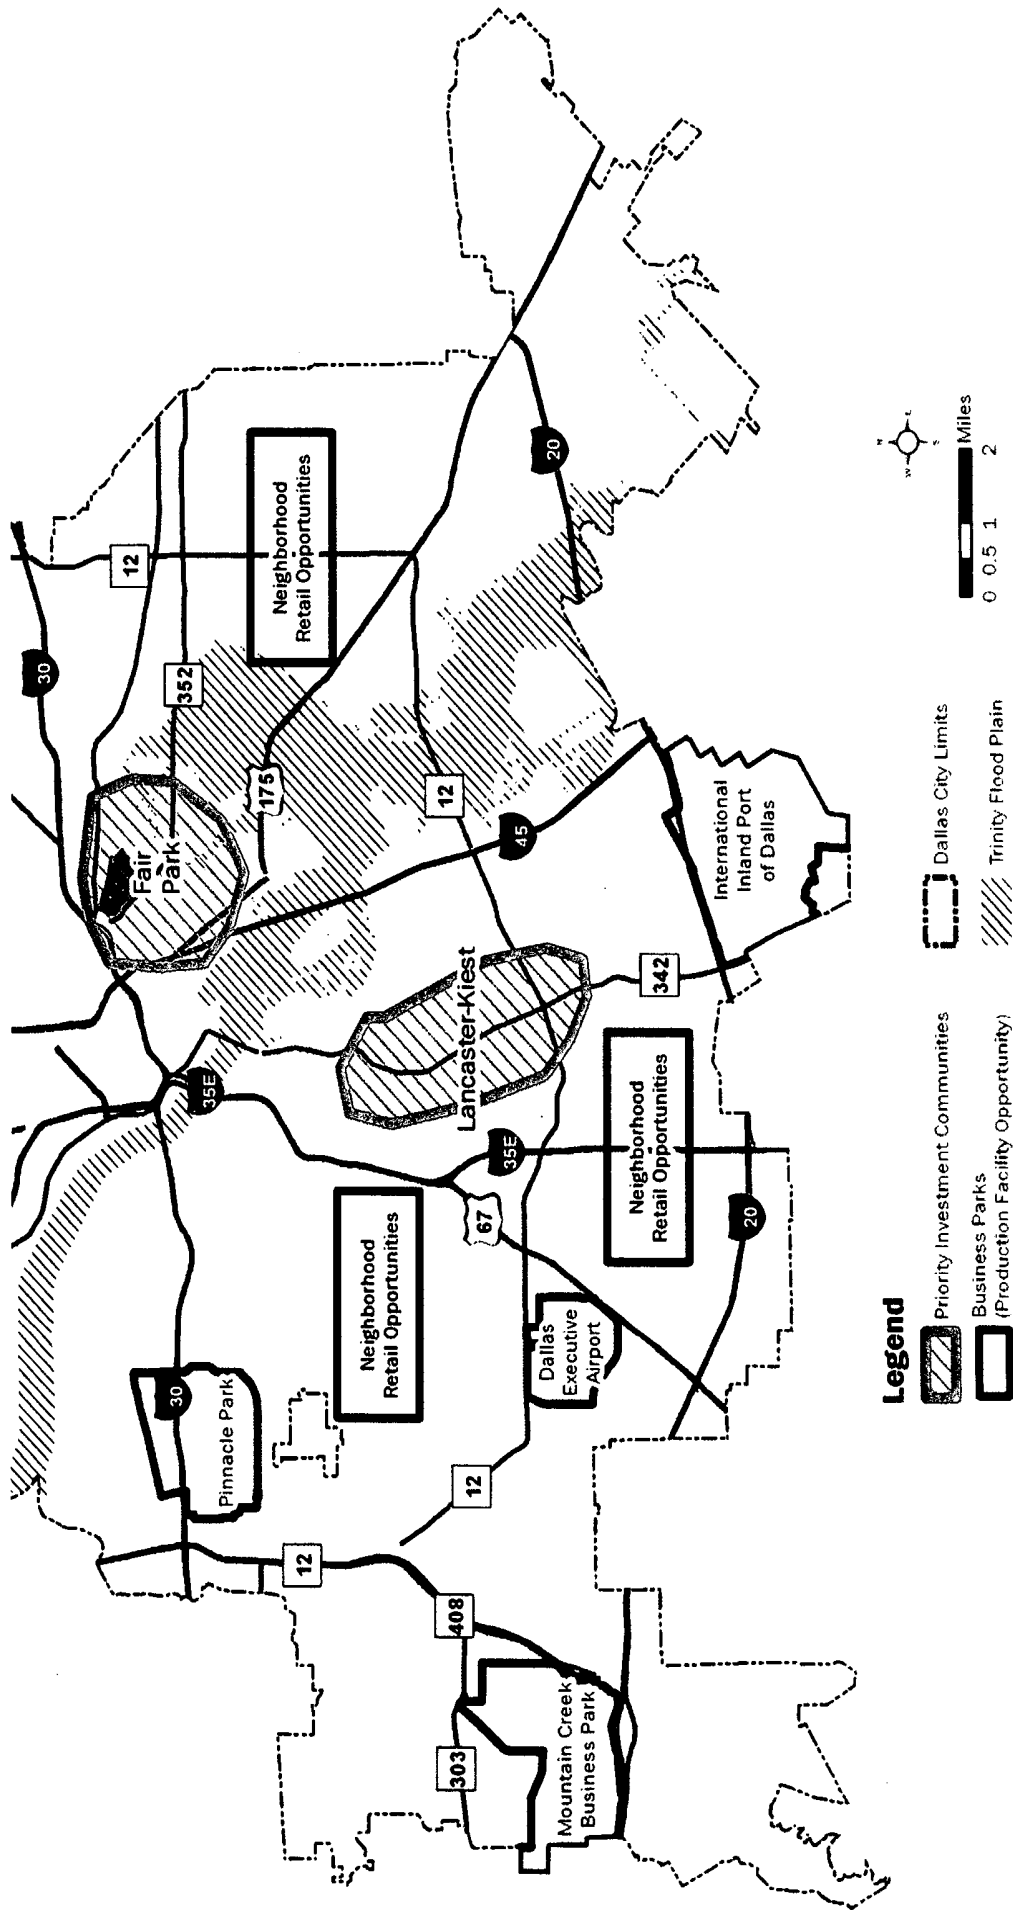 30
12
352
Neighborhood
Retail Opportunities
175
Fair
Park
12
45
20
International
Inland Port
of Dallas
Lancaster-Kiest
342
35E
35E
67
Neighborhood
Retail Opportunities
Neighborhood
Retail Opportunities
20
30
Pinnacle Park
Dallas
Executive
Airport
12
12
408
303
Mountain Creek
Business Park
Legend
Priority Investment Communities
Business Parks
(Production Facility Opportunity)
Dallas City Limits
Trinity Flood Plain
N
W
E
S
0 0.5 1 2
Miles